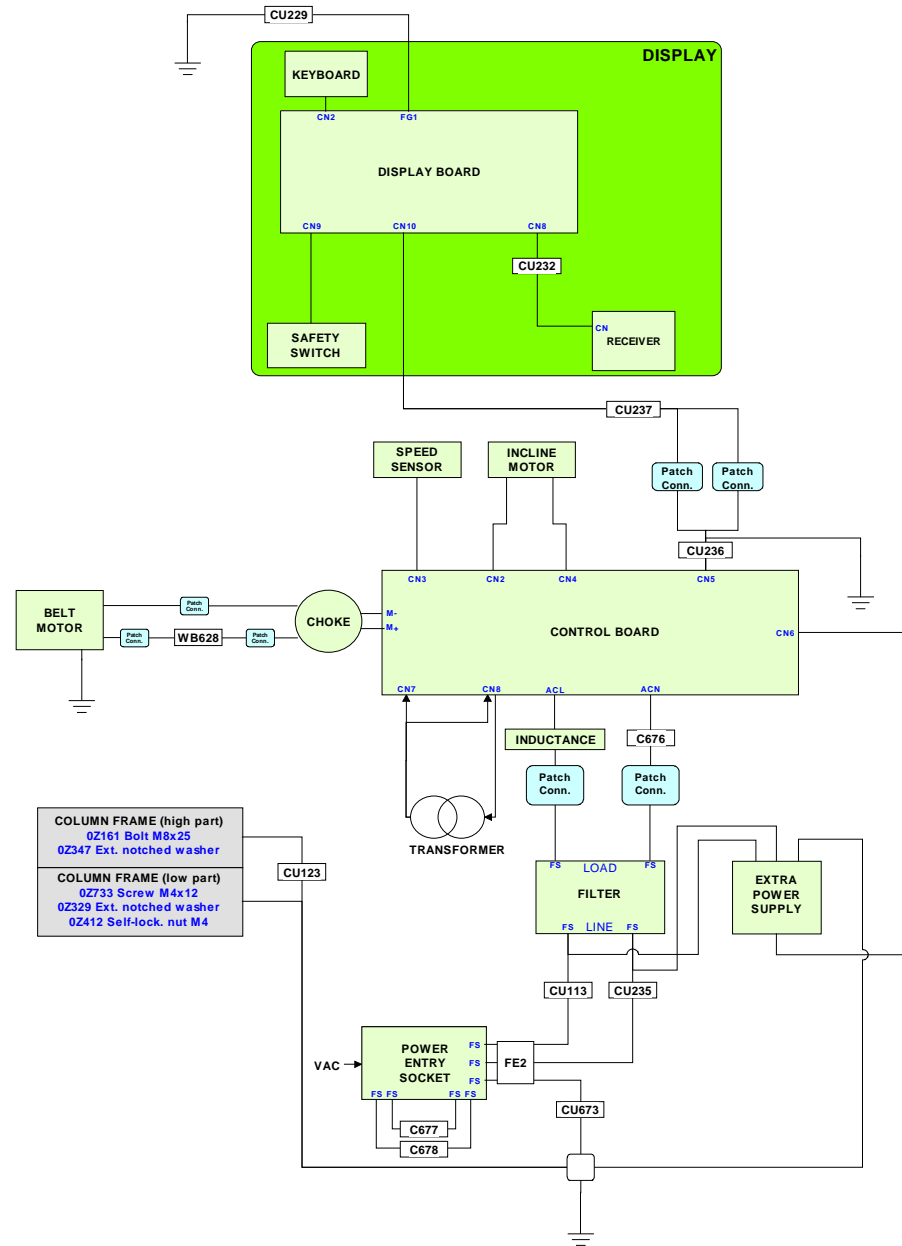 CU229
DISPLAY
KEYBOARD
CN2
FG1
DISPLAY BOARD
CN9
CN10
CN8
CU232
SAFETY
SWITCH
CN
RECEIVER
CU237
SPEED
SENSOR
INCLINE
MOTOR
Patch
Conn.
Patch
Conn.
CU236
CN3
CN2
CN4
CN5
BELT
MOTOR
Patch
Conn.
Patch
Conn.
WB628
Patch
Conn.
CHOKE
M-
M+
CONTROL BOARD
CN6
CN7
CN8
ACL
ACN
INDUCTANCE
C676
Patch
Conn.
Patch
Conn.
TRANSFORMER
COLUMN FRAME (high part)
0Z161 Bolt M8x25
0Z347 Ext. notched washer
COLUMN FRAME (low part)
0Z733 Screw M4x12
0Z329 Ext. notched washer
0Z412 Self-lock. nut M4
CU123
FS
LOAD
FS
FILTER
FS
LINE
FS
EXTRA
POWER
SUPPLY
CU113
CU235
VAC
POWER
ENTRY
SOCKET
FS
FS
FS
FE2
FS FS
FS FS
C677
C678
CU673